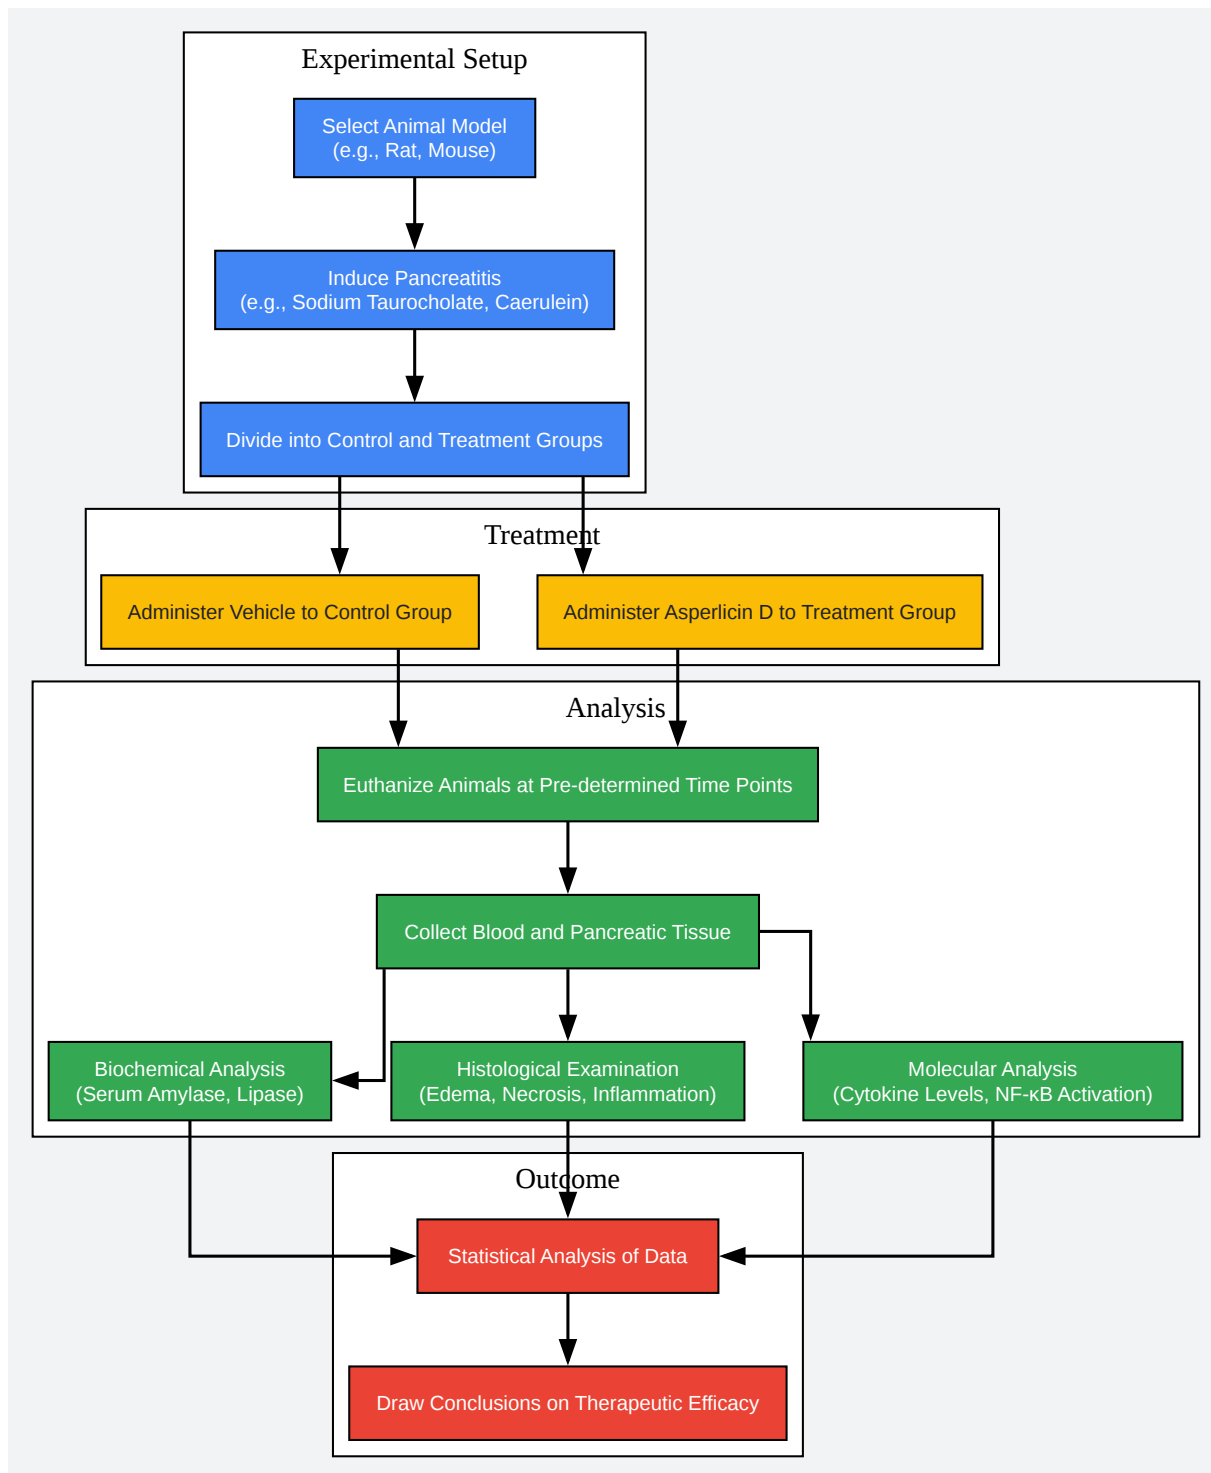 Experimental Setup
Select Animal Model
(e.g., Rat, Mouse)
Induce Pancreatitis
(e.g., Sodium Taurocholate, Caerulein)
Divide into Control and Treatment Groups
Treatment
Administer Vehicle to Control Group
Administer Asperlicin D to Treatment Group
Analysis
Euthanize Animals at Pre-determined Time Points
Collect Blood and Pancreatic Tissue
Biochemical Analysis
(Serum Amylase, Lipase)
Histological Examination
(Edema, Necrosis, Inflammation)
Molecular Analysis
(Cytokine Levels, NF-κB Activation)
Outcome
Statistical Analysis of Data
Draw Conclusions on Therapeutic Efficacy